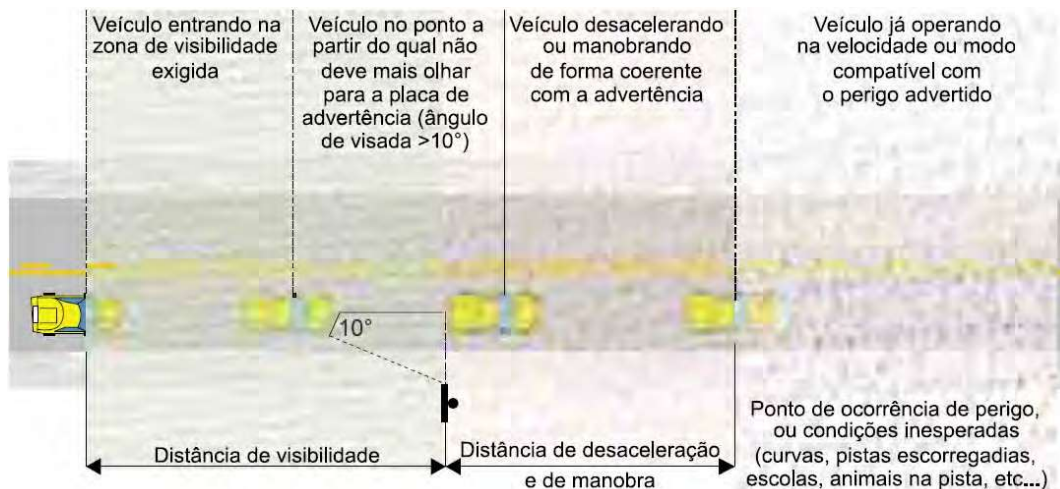 Veículo entrando na
zona de visibilidade
exigida
Veículo no ponto a
partir do qual não
deve mais olhar
para a placa de
advertência (ângulo
de visada >10°)
Veículo desacelerando
ou manobrando
de forma coerente
com a advertência
Veículo já operando
na velocidade ou modo
compatível com
o perigo advertido
10°
Distância de visibilidade
Distância de desaceleração
e de manobra
Ponto de ocorrência de perigo,
ou condições inesperadas
(curvas, pistas escorregadias,
escolas, animais na pista, etc...)